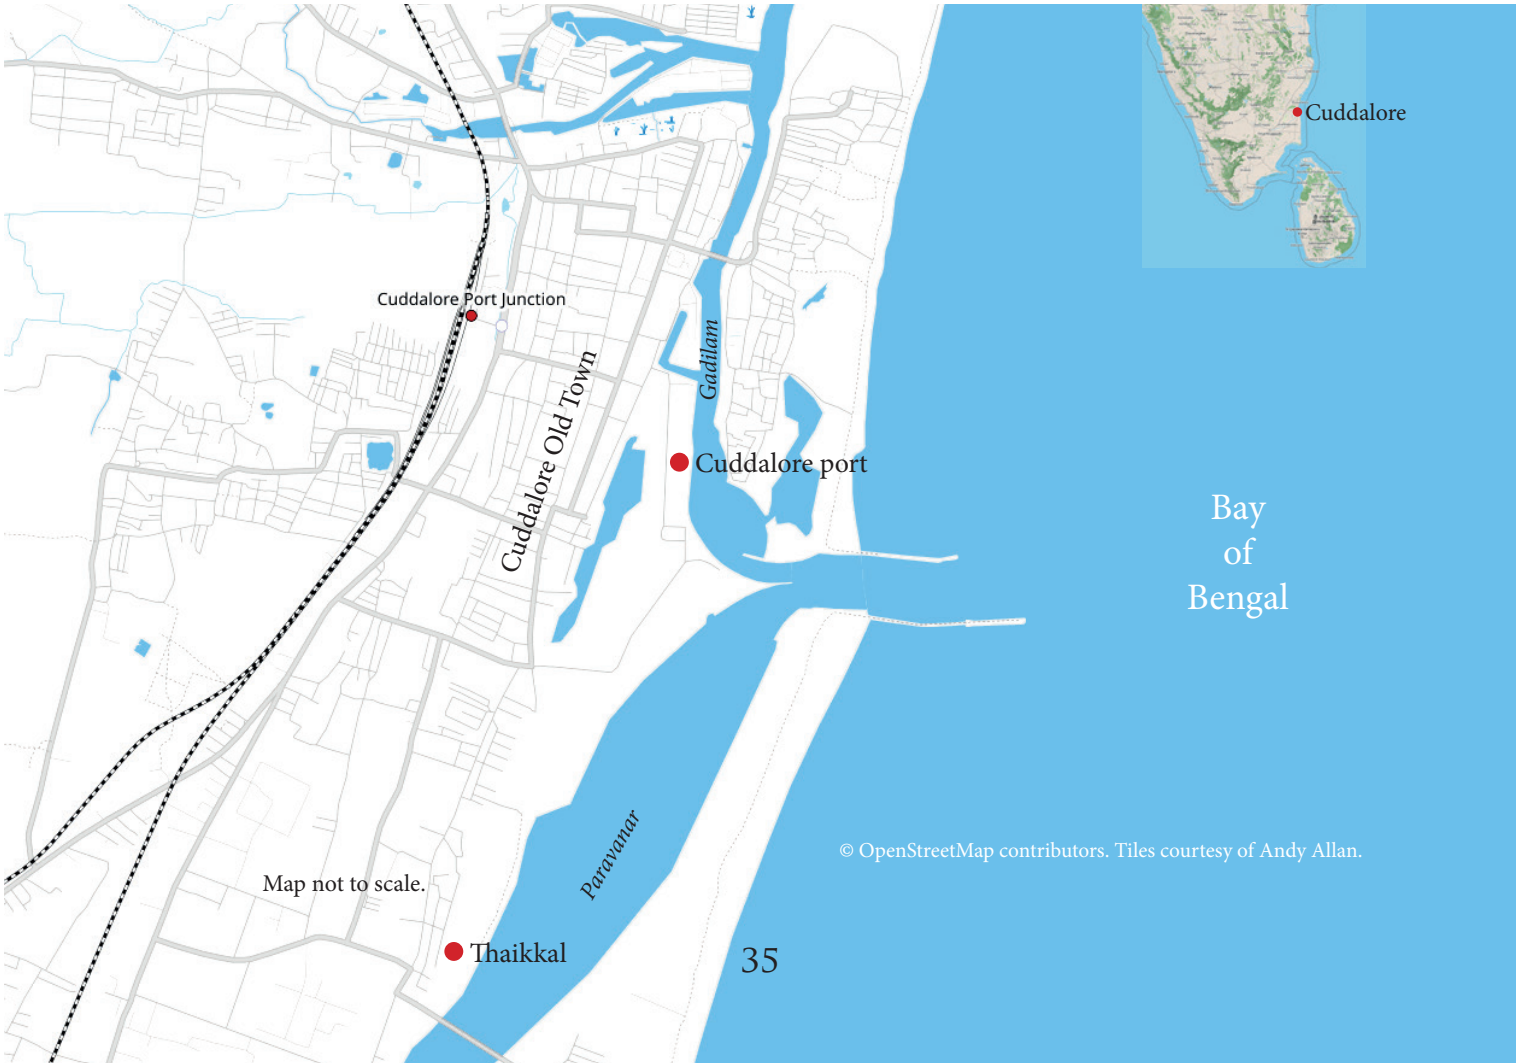 Cuddalore
Cuddalore Port Junction
Gadilam
Cuddalore Old Town
Cuddalore port
Bay
of
Bengal
© OpenStreetMap contributors. Tiles courtesy of Andy Allan.
Paravanar
Map not to scale.
Thaikkal
35